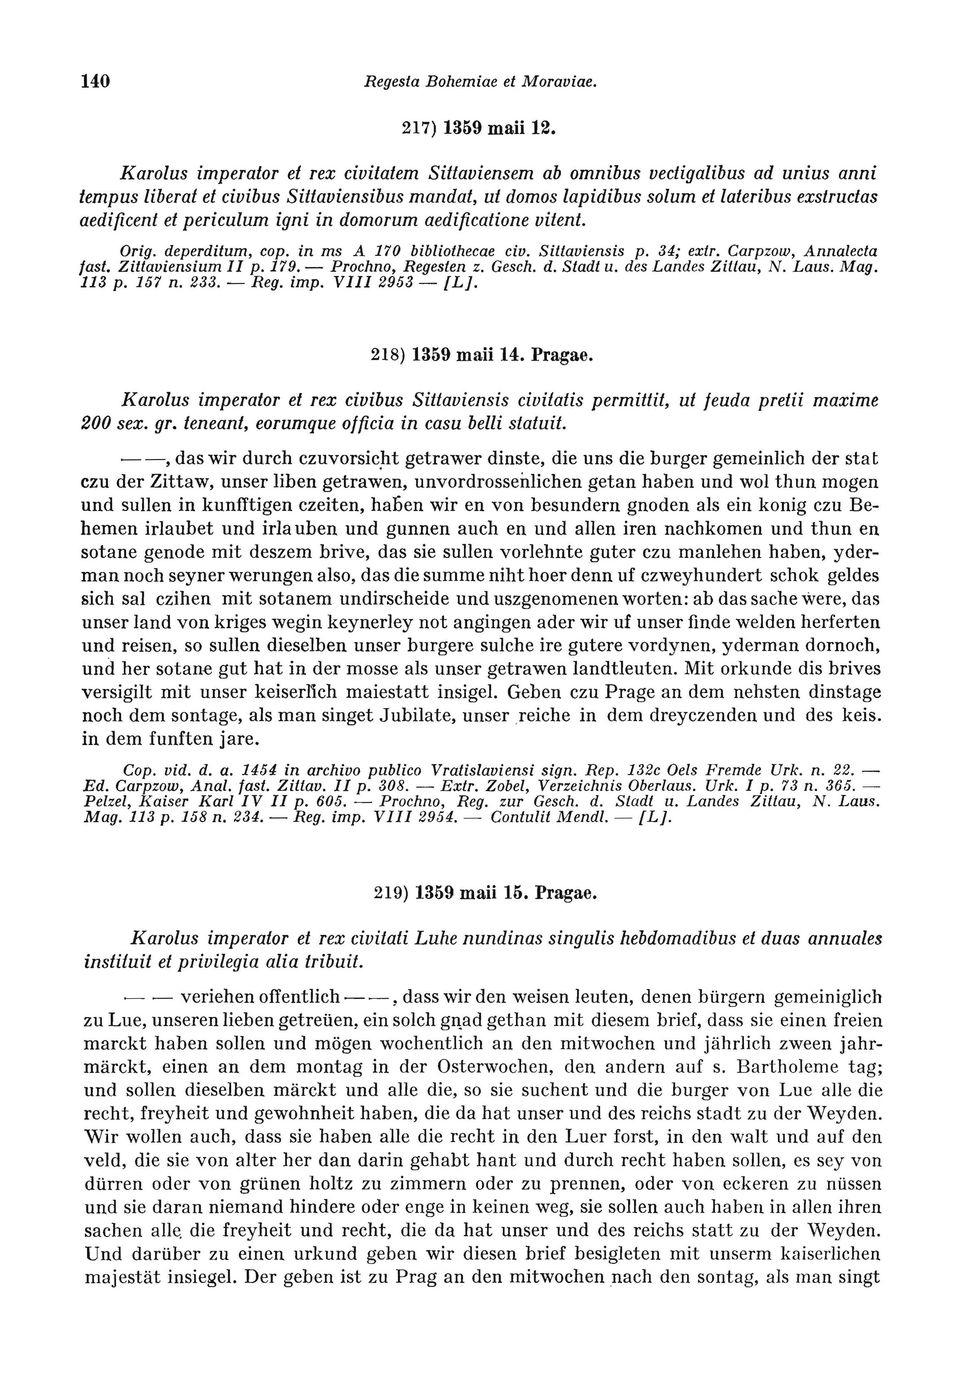 140 Regesta Bohemiae et Moraviae.
217) 1359 maii 12.
Karolus imperator et rex civitatem Sittaviensem ab omnibus vectigalibus ad unius anni
tempus liberat et civibus Sittaviensibus mandat, ut domos lapidibus solum et lateribus exstructas
aedificent et periculum igni in domorum aedificatione vitent.
Orig. deperditum, cop. in ms A 170 bibliothecae civ. Sittaviensis p. 34; extr. Carpzow, Annalecta
fast. Zittaviensium II p. 179. — Prochno, Regesten z. Gesch. d. Stadt u. des Landes Zittau, N. Laus. Mag.
113 p. 157 n. 233. — Reg. imp. VIII 2953 — [L].
218) 1359 maii 14. Pragae.
Karolus imperator et rex civibus Sittaviensis civitatis permittit, ut feuda pretii maxime
200 sex. gr. teneant, eorumque officia in casu belli statuit.
— —, das wir durch czuvorsicht getrawer dinste, die uns die burger gemeinlich der stat
czu der Zittaw, unser liben getrawen, unvordrossenlichen getan haben und wol thun mogen
und sullen in kunfftigen czeiten, haben wir en von besundern gnoden als ein konig czu Be-
hemen irlaubet und irlauben und gunnen auch en und allen iren nachkomen und thun en
sotane genode mit deszem brive, das sie sullen vorlehnte guter czu manlehen haben, yder-
man noch seyner werungen also, das die summe niht hoer denn uf czweyhundert schok geldes
sich sal czihen mit sotanem undirscheide und uszgenomenen worten: ab das sache were, das
unser land von kriges wegin keynerley not angingen ader wir uf unser finde welden herferten
und reisen, so sullen dieselben unser burgere sulche ire gutere vordynen, yderman dornoch,
und her sotane gut hat in der mosse als unser getrawen landtleuten. Mit orkunde dis brives
versigilt mit unser keiserlich maiestatt insigel. Geben czu Prage an dem nehsten dinstage
noch dem sontage, als man singet Jubilate, unser reiche in dem dreyczenden und des keis.
in dem funften jare.
Cop. vid. d. a. 1454 in archivo publico Vratislaviensi sign. Rep. 132c Oels Fremde Urk. n. 22. —
Ed. Carpzow, Anal. fast. Zittav. II p. 308. — Extr. Zobel, Verzeichnis Oberlaus. Urk. I p. 73 n. 365. —
Pelzel, Kaiser Karl IV II p. 605. — Prochno, Reg. zur Gesch. d. Stadt u. Landes Zittau, N. Laus.
Mag. 113 p. 158 n. 234. — Reg. imp. VIII 2954. — Contulit Mendl. — [L].
219) 1359 maii 15. Pragae.
Karolus imperator et rex civitati Luhe nundinas singulis hebdomadibus et duas annuales
instituit et privilegia alia tribuit.
— — veriehen offentlich — —, dass wir den weisen leuten, denen bürgern gemeiniglich
zu Lue, unseren lieben getreüen, ein solch gnad gethan mit diesem brief, dass sie einen freien
marckt haben sollen und mögen wochentlich an den mitwochen und jährlich zween jahr-
märckt, einen an dem montag in der Osterwochen, den andern auf s. Bartholeme tag;
und sollen dieselben märckt und alle die, so sie suchent und die burger von Lue alle die
recht, freyheit und gewohnheit haben, die da hat unser und des reichs stadt zu der Weyden.
Wir wollen auch, dass sie haben alle die recht in den Luer forst, in den walt und auf den
veld, die sie von alter her dan darin gehabt hant und durch recht haben sollen, es sey von
dürren oder von grünen holtz zu zimmern oder zu prennen, oder von eckeren zu nüssen
und sie daran niemand hindere oder enge in keinen weg, sie sollen auch haben in allen ihren
sachen alle die freyheit und recht, die da hat unser und des reichs statt zu der Weyden.
Und darüber zu einen urkund geben wir diesen brief besigleten mit unserm kaiserlichen
majestät insiegel. Der geben ist zu Prag an den mitwochen nach den sontag, als man singt